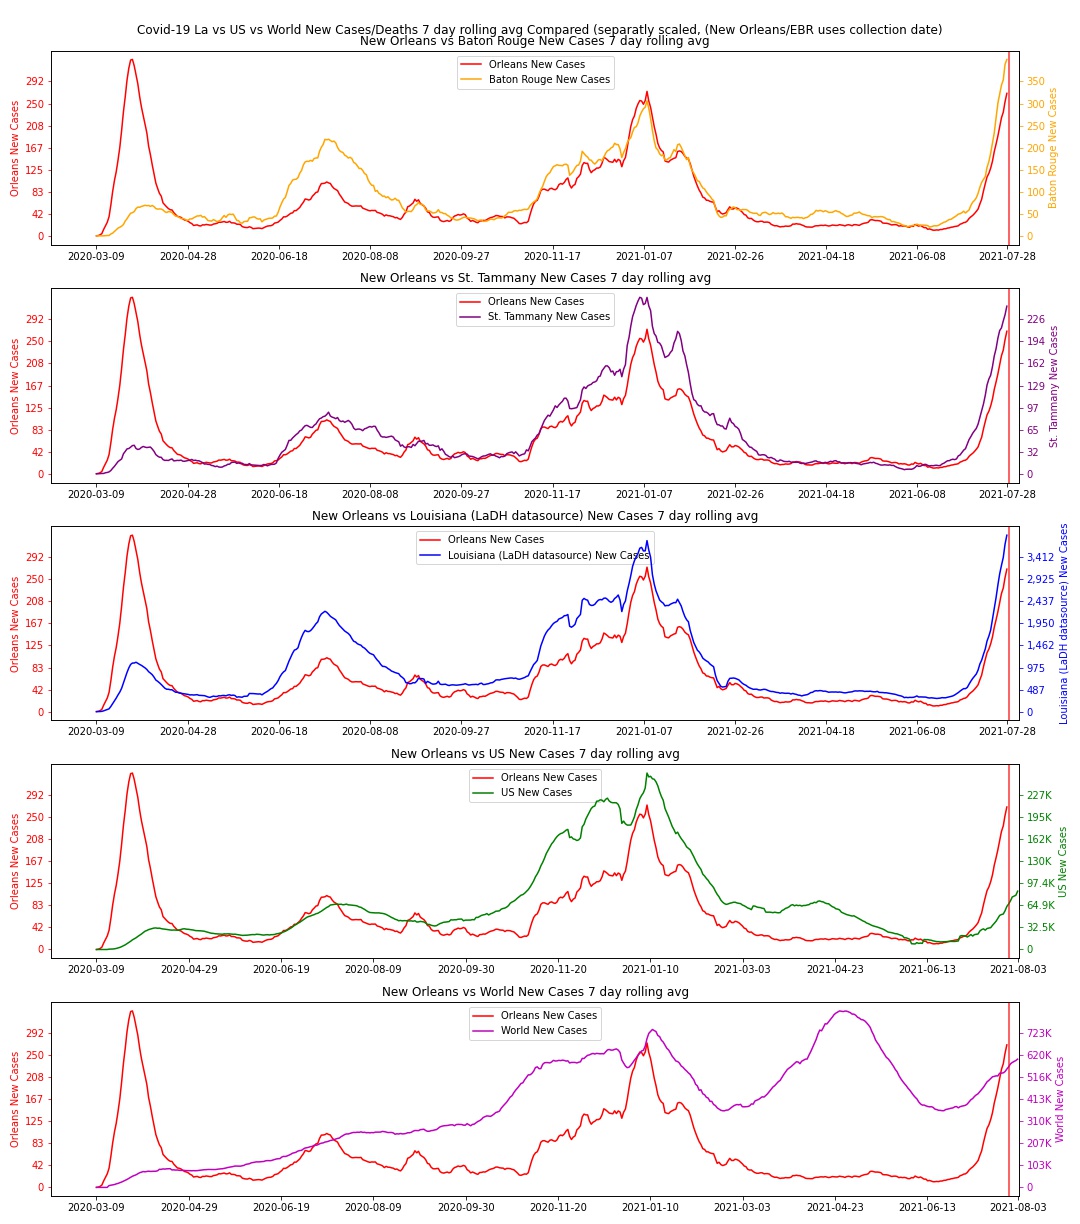 Covid-19 La vs US vs World New Cases/Deaths 7 day rolling avg Compared (separatly scaled, (New Orleans/EBR uses collection date)
New Orleans vs Baton Rouge New Cases 7 day rolling avg
Orleans New Cases
Baton Rouge New Cases
Orleans New Cases
292
250
208
167
125
83
42
0
350
300
250
200
150
100
50
0
Baton Rouge New Cases
2020-03-09 2020-04-28 2020-06-18 2020-08-08 2020-09-27 2020-11-17 2021-01-07 2021-02-26 2021-04-18 2021-06-08 2021-07-28
New Orleans vs St. Tammany New Cases 7 day rolling avg
Orleans New Cases
St. Tammany New Cases
Orleans New Cases
292
250
208
167
125
83
42
0
226
194
162
129
97
65
32
0
St. Tammany New Cases
2020-03-09 2020-04-28 2020-06-18 2020-08-08 2020-09-27 2020-11-17 2021-01-07 2021-02-26 2021-04-18 2021-06-08 2021-07-28
New Orleans vs Louisiana (LaDH datasource) New Cases 7 day rolling avg
Orleans New Cases
Louisiana (LaDH datasource) New Cases
Orleans New Cases
292
250
208
167
125
83
42
0
3,412
2,925
2,437
1,950
1,462
975
487
0
Louisiana (LaDH datasource) New Cases
2020-03-09 2020-04-28 2020-06-18 2020-08-08 2020-09-27 2020-11-17 2021-01-07 2021-02-26 2021-04-18 2021-06-08 2021-07-28
New Orleans vs US New Cases 7 day rolling avg
Orleans New Cases
US New Cases
Orleans New Cases
292
250
208
167
125
83
42
0
227K
195K
162K
130K
97.4K
64.9K
32.5K
0
US New Cases
2020-03-09 2020-04-29 2020-06-19 2020-08-09 2020-09-30 2020-11-20 2021-01-10 2021-03-03 2021-04-23 2021-06-13 2021-08-03
New Orleans vs World New Cases 7 day rolling avg
Orleans New Cases
World New Cases
Orleans New Cases
292
250
208
167
125
83
42
0
723K
620K
516K
413K
310K
207K
103K
0
World New Cases
2020-03-09 2020-04-29 2020-06-19 2020-08-09 2020-09-30 2020-11-20 2021-01-10 2021-03-03 2021-04-23 2021-06-13 2021-08-03